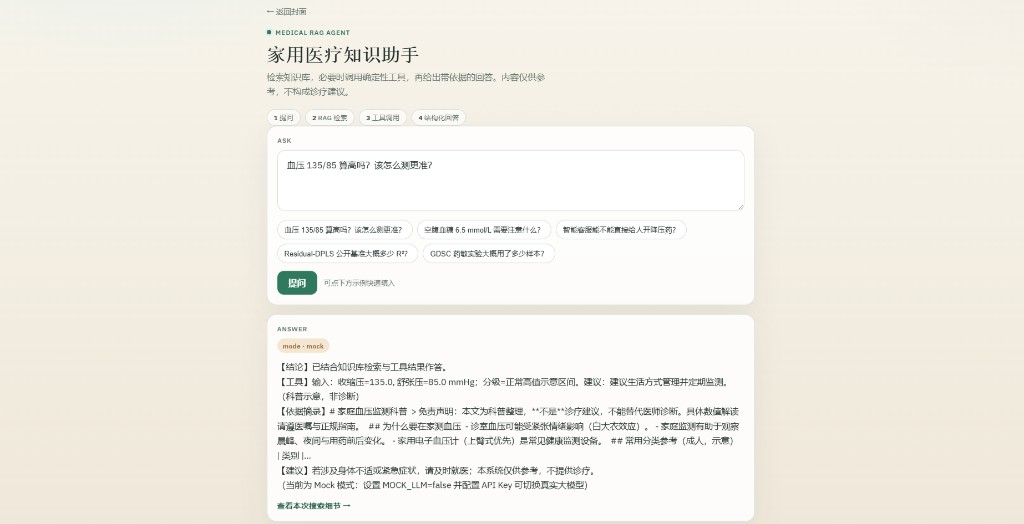 ← 返回封面
MEDICAL RAG AGENT
家用医疗知识助手
检索知识库，必要时调用确定性工具，再给出带依据的回答。内容仅供参
考，不构成诊疗建议。
1 提问 2 RAG 检索 3 工具调用 4 结构化回答
ASK
血压 135/85 算高吗？该怎么测更准？
血压 135/85 算高吗？该怎么测更准？ 空腹血糖 6.5 mmol/L 需要注意什么？ 智能客服能不能直接给人开降压药？
Residual-DPLS 公开基准大概多少 R²？ GDSC 药敏实验大概用了多少样本？
提问 可点下方示例快速填入
ANSWER
mode · mock
【结论】已结合知识库检索与工具结果作答。
【工具】输入：收缩压=135.0, 舒张压=85.0 mmHg；分级=正常高值示意区间。建议：建议生活方式管理并定期监测。
（科普示意，非诊断）
【依据摘录】# 家庭血压监测科普 > 免责声明：本文为科普整理，**不是**诊疗建议，不能替代医师诊断。具体数值解读
请遵医嘱与正规指南。 ## 为什么要在家测血压 - 诊室血压可能受紧张情绪影响（白大衣效应）。 - 家庭监测有助于观察
晨峰、夜间与用药前后变化。 - 家用电子血压计（上臂式优先）是常见健康监测设备。 ## 常用分类参考（成人，示意）
| 类别 |...
【建议】若涉及身体不适或紧急症状，请及时就医；本系统仅供参考，不提供诊疗。
（当前为 Mock 模式：设置 MOCK_LLM=false 并配置 API Key 可切换真实大模型）
查看本次搜索细节 →